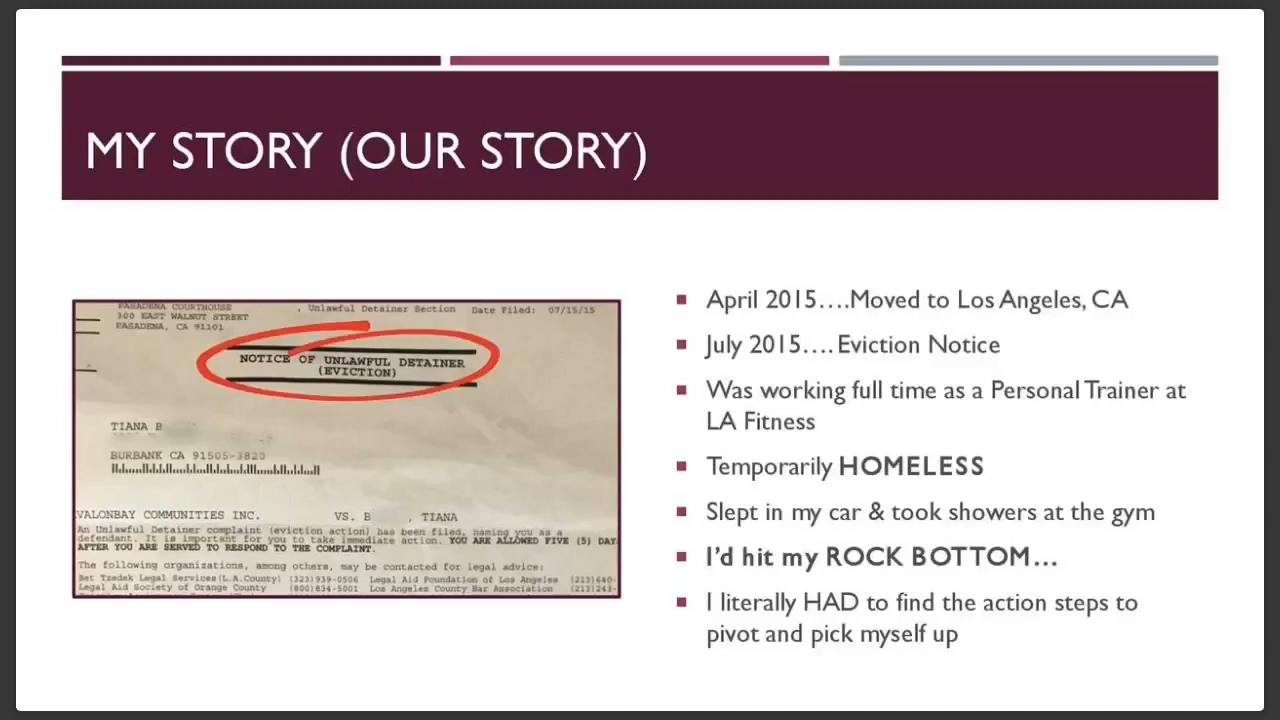 MY STORY (OUR STORY)
PASADENA COURTHOUSE , Unlawful Detainer Section Date Filed: 07/15/15
300 EAST WALNUT STREET
PASADENA, CA 91101
NOTICE OF UNLAWFUL DETAINER
(EVICTION)
TIANA B
BURBANK CA 91505-3820
VALONBAY COMMUNITIES INC. VS. B , TIANA
An Unlawful Detainer complaint (eviction action) has been filed, naming you as a
defendant. It is important for you to take immediate action. YOU ARE ALLOWED FIVE (5) DAY
AFTER YOU ARE SERVED TO RESPOND TO THE COMPLAINT.
The following organizations, among others, may be contacted for legal advice:
Bet Tzedek Legal Services (L.A.County) (323)939-0506 Legal Aid Foundation of Los Angeles (213)640-
Legal Aid Society of Orange County (800)834-5001 Los Angeles County Bar Association (213)243-
April 2015….Moved to Los Angeles, CA
July 2015…. Eviction Notice
Was working full time as a Personal Trainer at
LA Fitness
Temporarily HOMELESS
Slept in my car & took showers at the gym
I'd hit my ROCK BOTTOM…
I literally HAD to find the action steps to
pivot and pick myself up